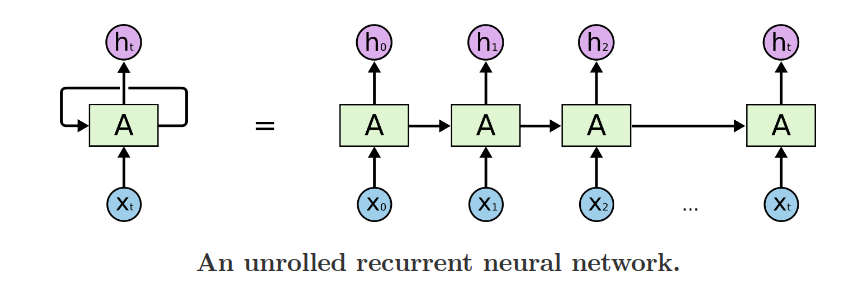 hₜ h₀ h₁ h₂ hₜ
A = A A A A
xₜ x₀ x₁ x₂ ... xₜ
An unrolled recurrent neural network.